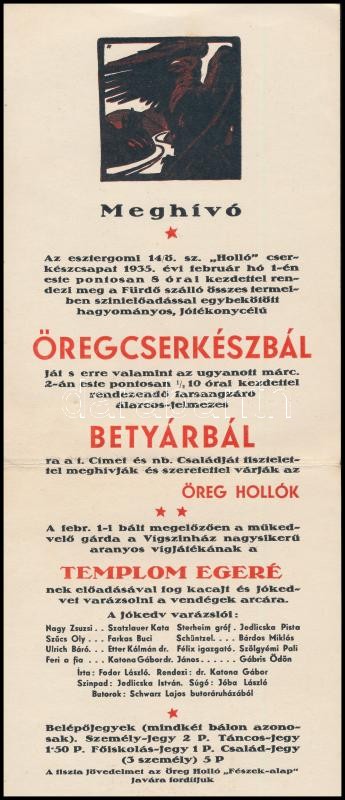 Meghívó
Az esztergomi 14/ö. sz. „Holló" cser-
készcsapat 1935. évi február hó 1-én
este pontosan 8 órai kezdettel ren-
dezi meg a Fürdő szálló összes termei-
ben szinielőadással egybekötött
hagyományos, jótékonycélú
ÖREGCSERKÉSZBÁL
ját s erre valamint az ugyanott márc.
2-án este pontosan ½ 10 órai kezdettel
rendezendő farsangzáró
álarcos-jelmezes
BETYÁRBÁL
ra a t. Címet és nb. Családját tisztelet-
tel meghívják és szeretettel várják az
ÖREG HOLLÓK
A febr. 1-i bált megelőzően a műked-
velő gárda a Vígszinház nagysikerű
aranyos vígjátékának a
TEMPLOM EGERÉ
nek előadásával fog kacajt és jóked-
vet varázsolni a vendégek arcára.
A jókedv varázslói:
Nagy Zsuzsi . . Szatzlauer Kata Sterheim gróf . Jedlicska Pista
Szűcs Oly . . . Farkas Buci Schüntzel. . . . Bárdos Miklós
Ulrich Báró. . . Etter Kálmán dr. Félix igazgató. Szölgyémi Pali
Feri a fia . . . Katona Gábor dr. János . . . . . . Gábris Ödön
Írta: Fodor László. Rendezi: dr. Katona Gábor
Szinpad: Jedlicska István. Súgó: Jóba László
Butorok: Schwarz Lajos butoráruházából
Belépőjegyek (mindkét bálon azono-
sak). Személy-jegy 2 P. Táncos-jegy
1·50 P. Főiskolás-jegy 1 P. Család-jegy
(3 személy) 5 P
A tiszta jövedelmet az Öreg Holló „Fészek-alap"
javára fordítjuk